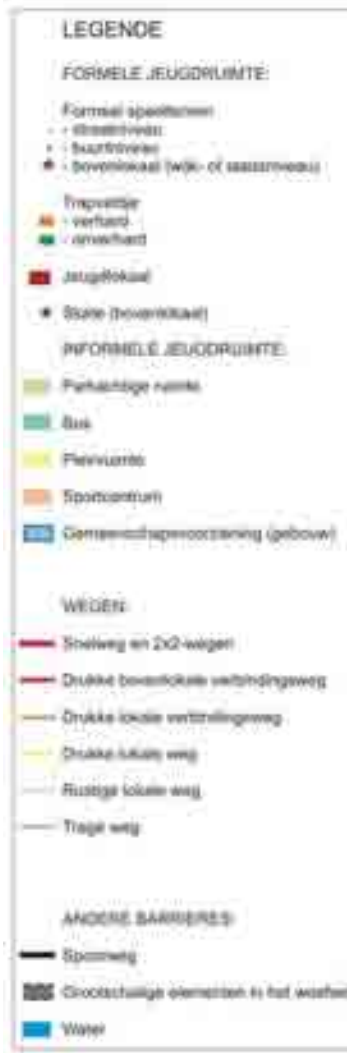 LEGENDE
FORMELE JEUGDRUIMTE:
Formeel speelterrein
- straatniveau
- buurtniveau
- bovenlokaal (wijk- of stadsniveau)
Trapveldje
- verhard
- onverhard
Jeugdlokaal
(bovenlokaal)
INFORMELE JEUGDRUIMTE:
Parkachtige ruimte
Bos
Pleinruimte
Sportcentrum
Gemeenschapsvoorziening (gebouw)
WEGEN:
Snelweg en 2x2-wegen
Drukke bovenlokale verbindingsweg
Drukke lokale verbindingsweg
Drukke lokale weg
Rustige lokale weg
Trage weg
ANDERE BARRIERES:
Spoorweg
Grootschalige elementen in het
Water